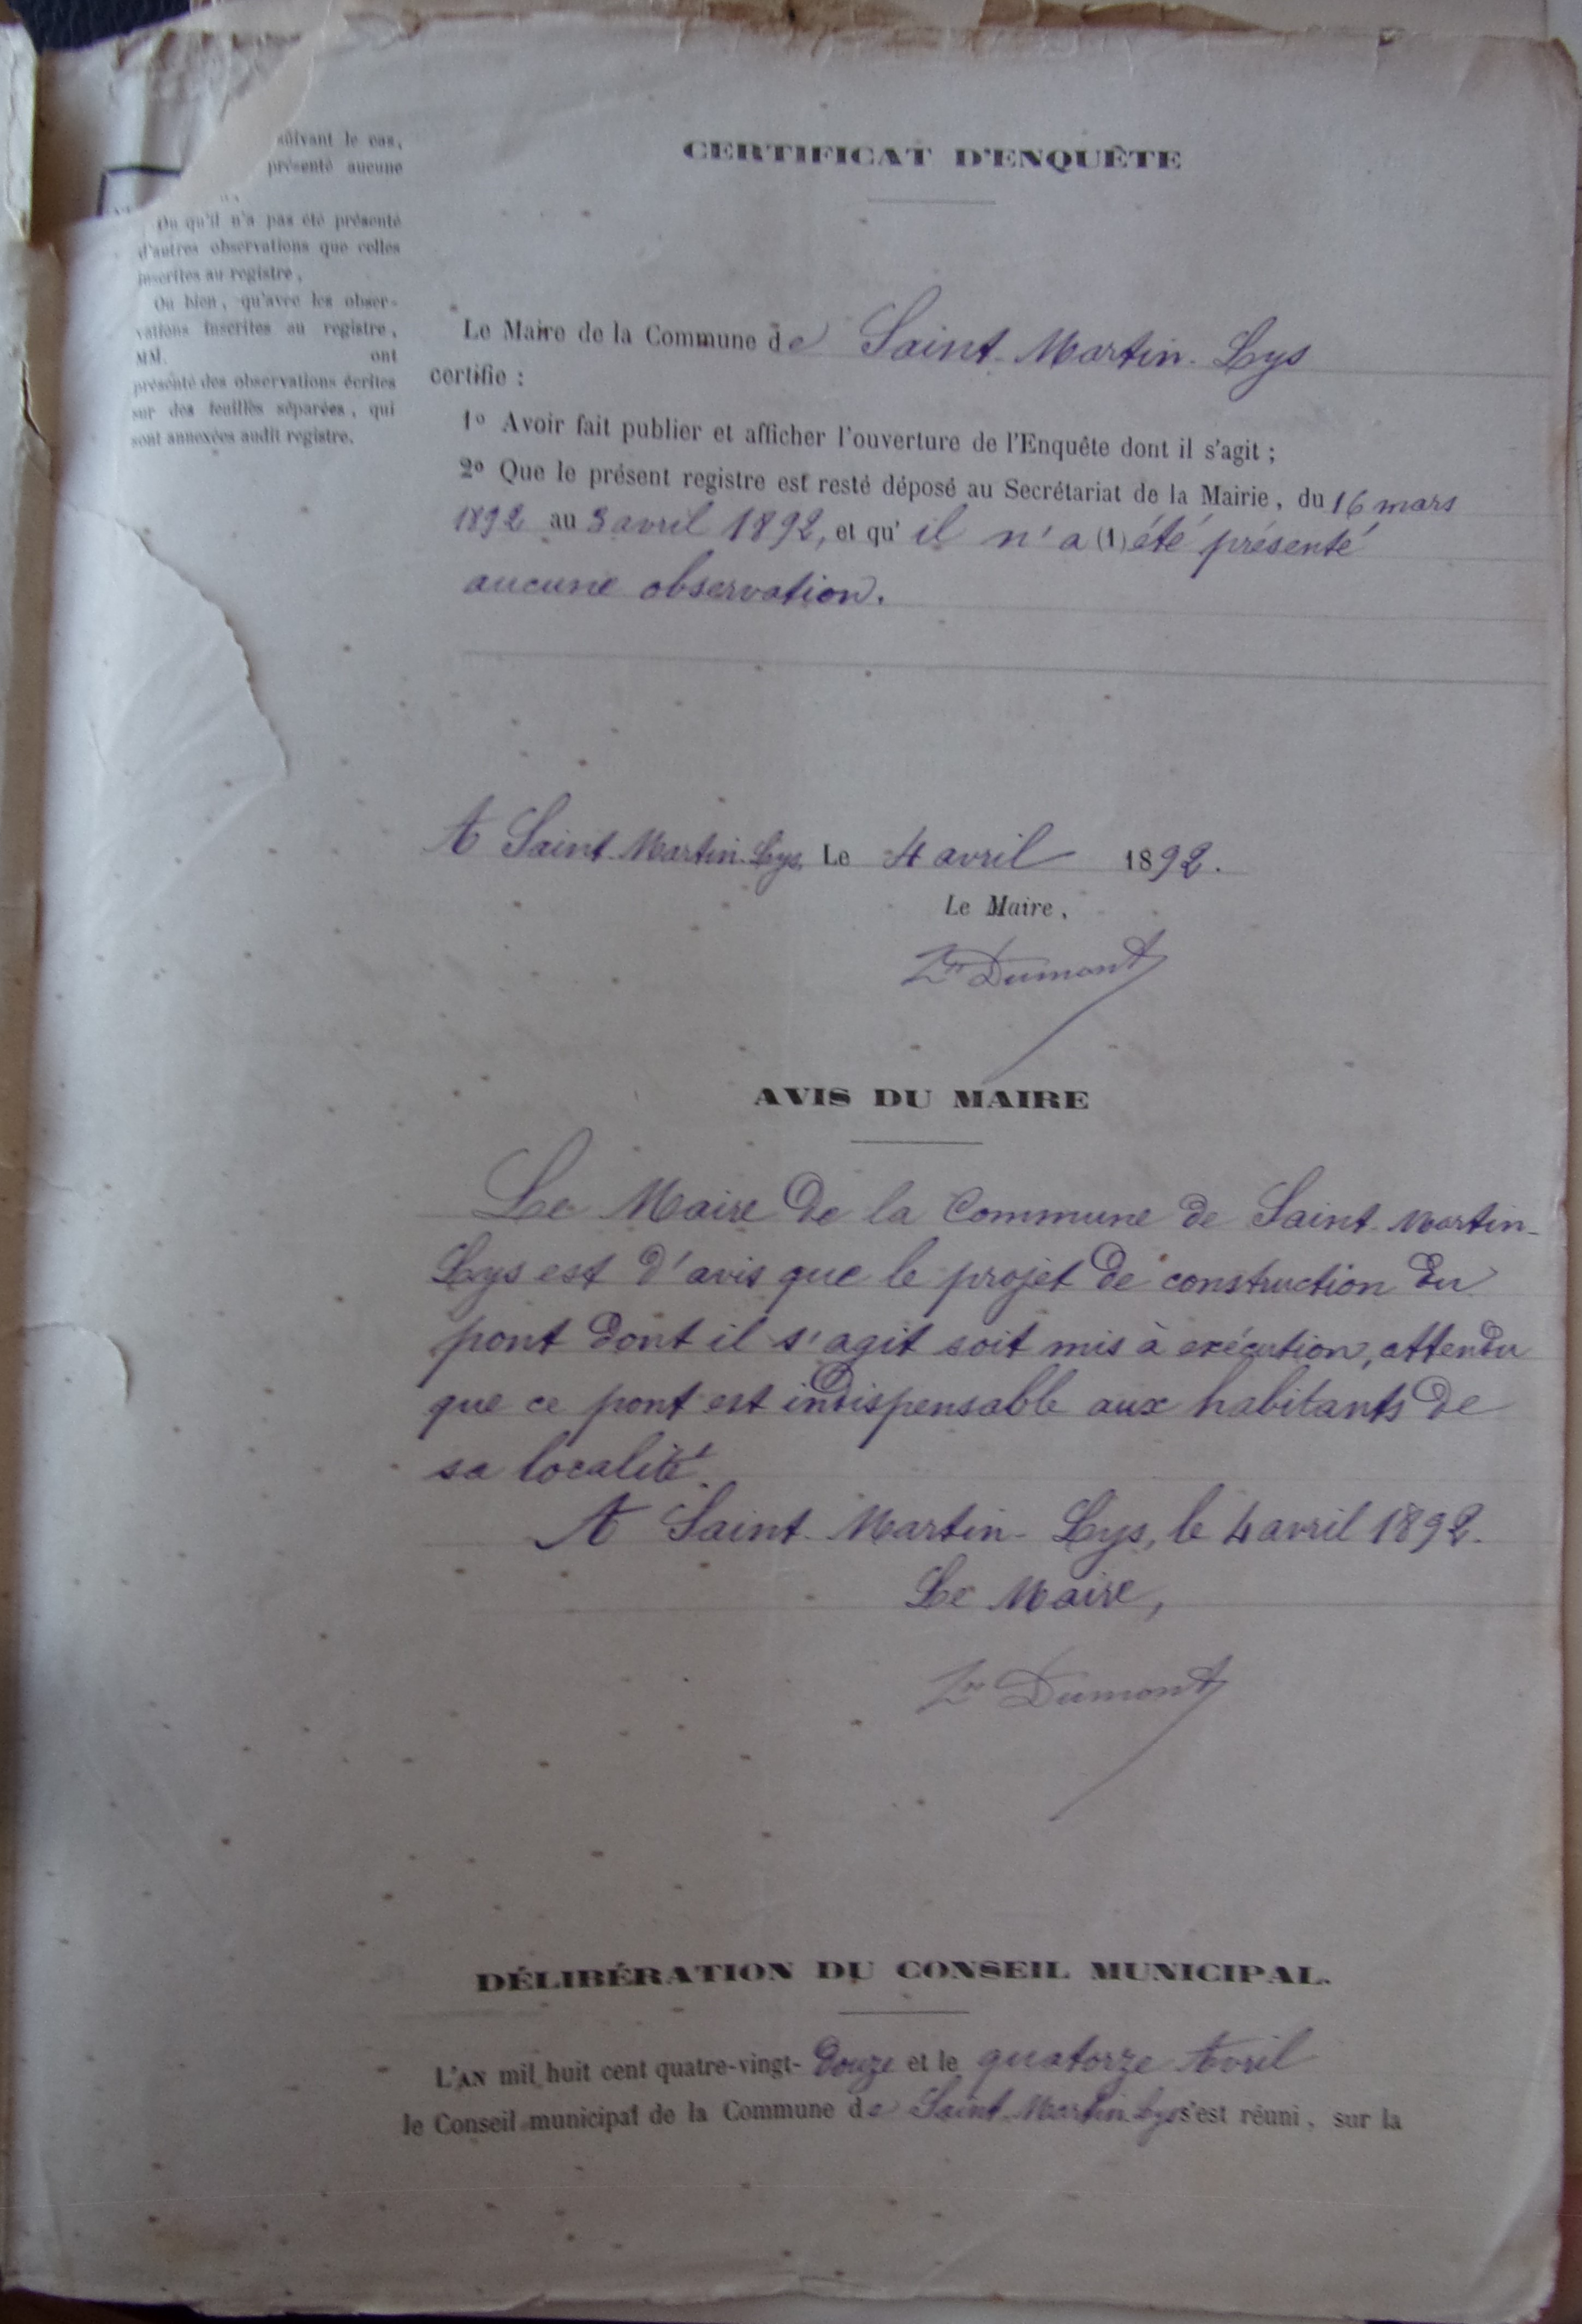 suivant le cas,
présenté aucune
Ou qu'il n'a pas été présenté
d'autres observations que celles
inscrites au registre,
Ou bien, qu'avec les obser-
vations inscrites au registre,
MM. ont
présenté des observations écrites
sur des feuilles séparées, qui
sont annexées audit registre.
CERTIFICAT D'ENQUÊTE
Le Maire de la Commune de Saint-Martin-Lys
certifie :
1º Avoir fait publier et afficher l'ouverture de l'Enquête dont il s'agit ;
2º Que le présent registre est resté déposé au Secrétariat de la Mairie, du 16 mars
1892 au 3 avril 1892, et qu'il n'a (1) été présenté
aucune observation.
A Saint-Martin-Lys, Le 4 avril 1892.
Le Maire,
Dumont
AVIS DU MAIRE
Le Maire de la Commune de Saint-Martin-
Lys est d'avis que le projet de construction du
pont dont il s'agit soit mis à exécution, attendu
que ce pont est indispensable aux habitants de
sa localité.
A Saint-Martin-Lys, le 4 avril 1892.
Le Maire,
Dumont
DÉLIBÉRATION DU CONSEIL MUNICIPAL.
L'AN mil huit cent quatre-vingt-douze et le quatorze Avril
le Conseil municipal de la Commune de Saint-Martin-Lys s'est réuni, sur la